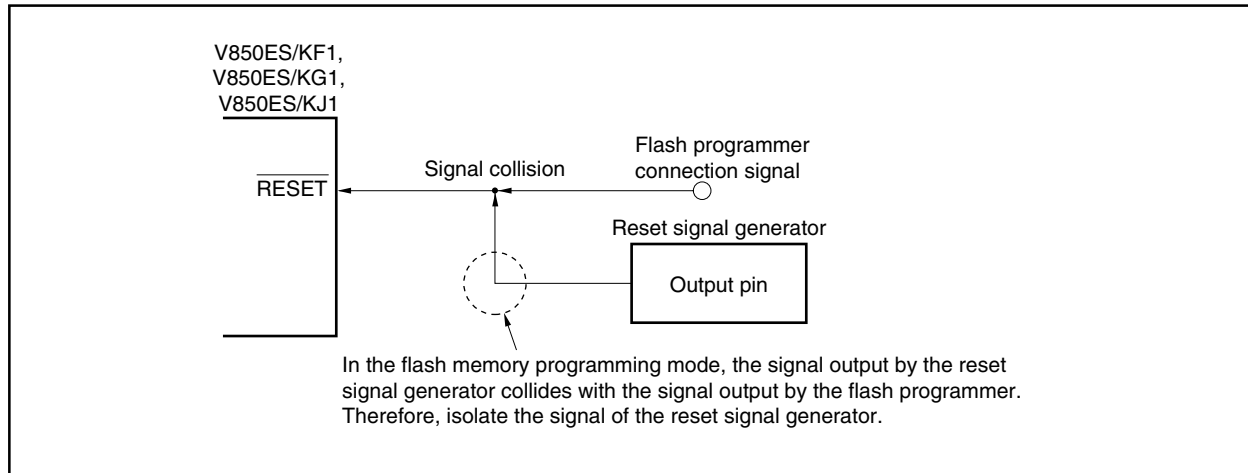 V850ES/KF1,
V850ES/KG1,
V850ES/KJ1
Flash programmer
connection signal
Signal collision
RESET
Reset signal generator
Output pin
In the flash memory programming mode, the signal output by the reset
signal generator collides with the signal output by the flash programmer.
Therefore, isolate the signal of the reset signal generator.